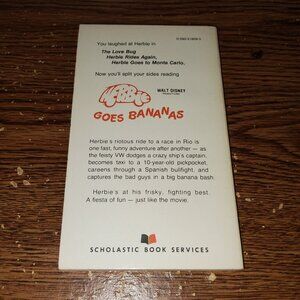 You laughed at Herbie in
The Love Bug
Herbie Rides Again,
Herbie Goes to Monte Carlo.
Now you'll split your sides reading
HERBIE
WALT DISNEY
PRODUCTIONS'
GOES BANANAS
Herbie's riotous ride to a race in Rio is
one fast, funny adventure after another — as
the feisty VW dodges a crazy ship's captain,
becomes taxi to a 10-year-old pickpocket,
careens through a Spanish bullfight, and
captures the bad guys in a big banana bash.
Herbie's at his frisky, fighting best.
A fiesta of fun — just like the movie.
SCHOLASTIC BOOK SERVICES